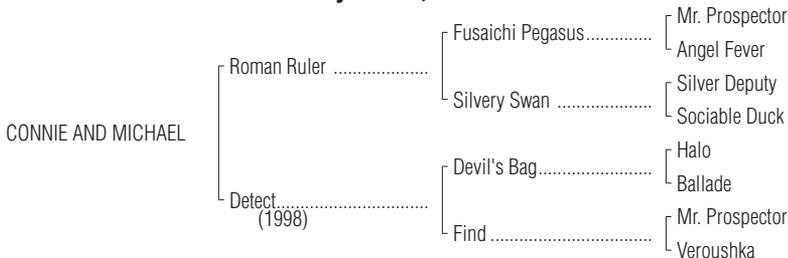 Mr. Prospector
Fusaichi Pegasus..............
Angel Fever
Roman Ruler ....................
Silver Deputy
Silvery Swan ....................
Sociable Duck
CONNIE AND MICHAEL
Halo
Devil's Bag........................
Ballade
Detect................................
(1998)
Mr. Prospector
Find ..................................
Veroushka